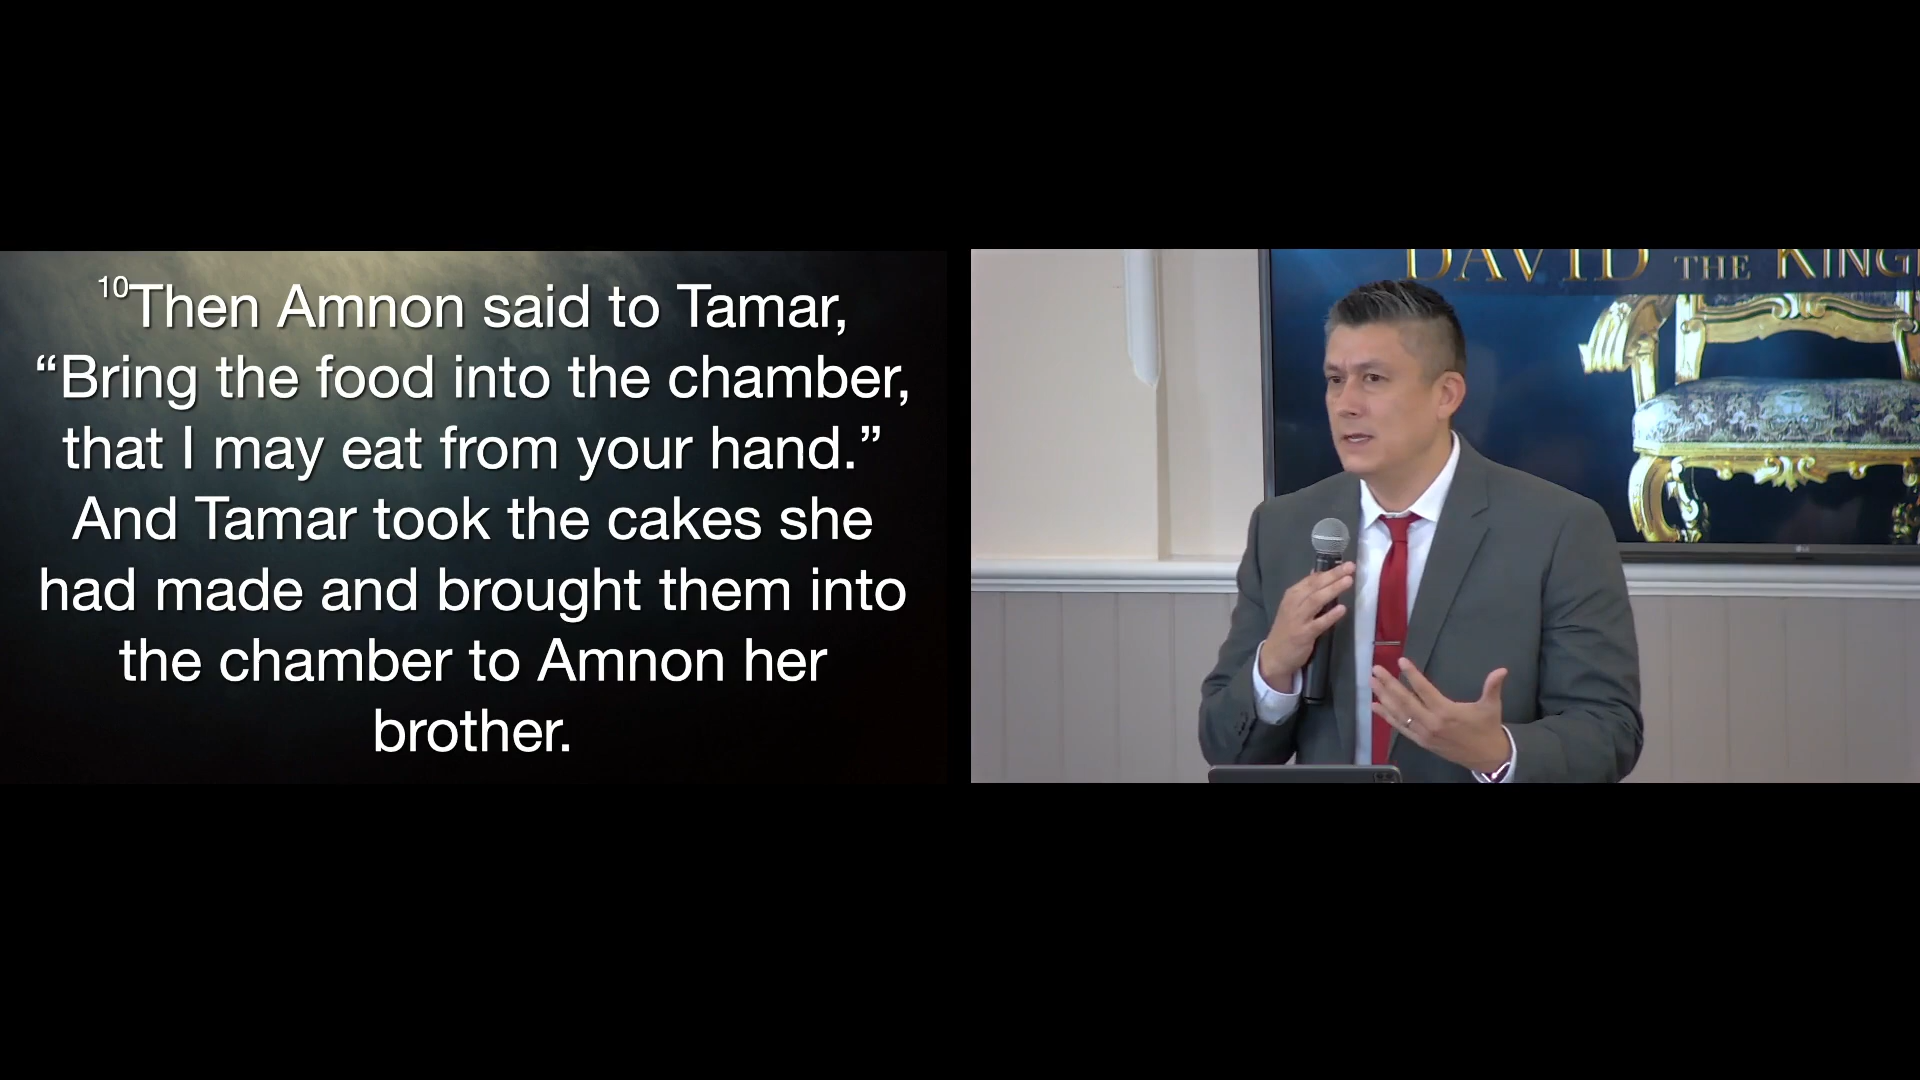 10Then Amnon said to Tamar,
“Bring the food into the chamber,
that I may eat from your hand.”
And Tamar took the cakes she
had made and brought them into
the chamber to Amnon her
brother.
DAVID THE KING
LG